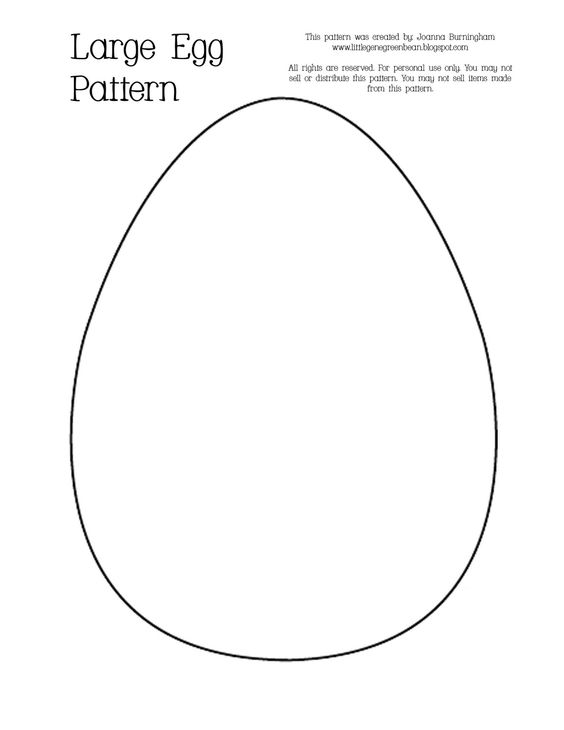 Large Egg
Pattern
This pattern was created by: Joanna Burningham
www.littlegenegreenbean.blogspot.com
All rights are reserved. For personal use only. You may not
sell or distribute this pattern. You may not sell items made
from this pattern.